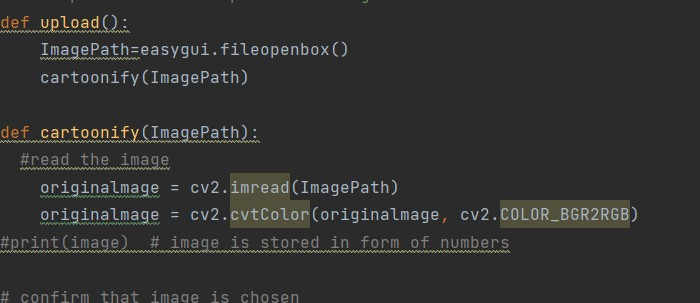 def upload():
    ImagePath=easygui.fileopenbox()
    cartoonify(ImagePath)
def cartoonify(ImagePath):
  #read the image
    originalmage = cv2.imread(ImagePath)
    originalmage = cv2.cvtColor(originalmage, cv2.COLOR_BGR2RGB)
#print(image)  # image is stored in form of numbers
# confirm that image is chosen